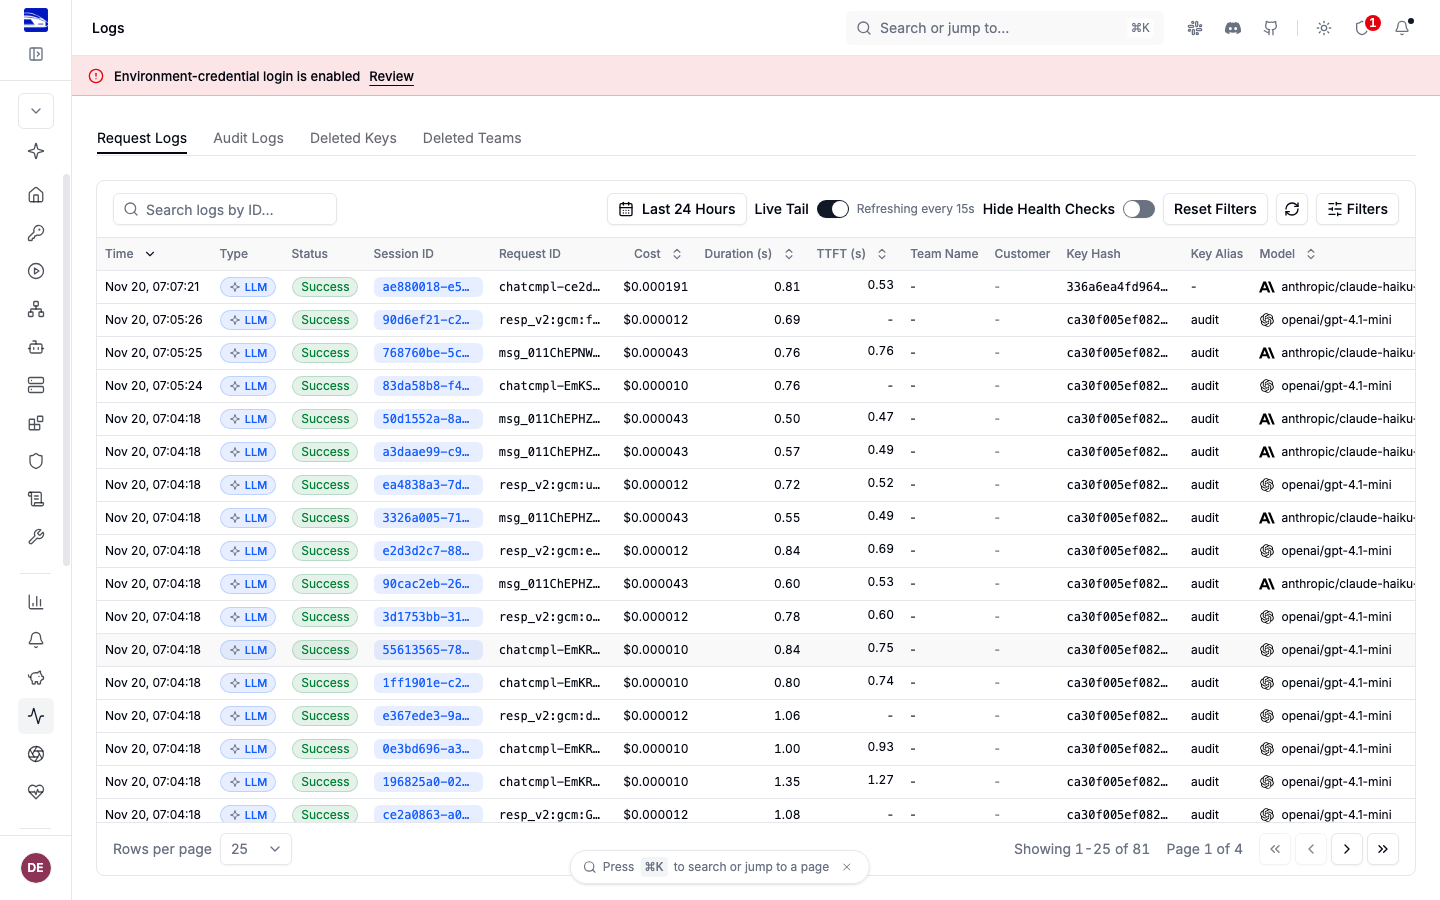 Logs
Search or jump to... ⌘K
1
Environment-credential login is enabled Review
Request Logs Audit Logs Deleted Keys Deleted Teams
Search logs by ID... Last 24 Hours Live Tail Refreshing every 15s Hide Health Checks Reset Filters Filters
Time Type Status Session ID Request ID Cost Duration (s) TTFT (s) Team Name Customer Key Hash Key Alias Model
Nov 20, 07:07:21 LLM Success ae880018-e5… chatcmpl-ce2d… $0.000191 0.81 0.53 - - 336a6ea4fd964… - anthropic/claude-haiku-
Nov 20, 07:05:26 LLM Success 90d6ef21-c2… resp_v2:gcm:f… $0.000012 0.69 - - - ca30f005ef082… audit openai/gpt-4.1-mini
Nov 20, 07:05:25 LLM Success 768760be-5c… msg_011ChEPNW… $0.000043 0.76 0.76 - - ca30f005ef082… audit anthropic/claude-haiku-
Nov 20, 07:05:24 LLM Success 83da58b8-f4… chatcmpl-EmKS… $0.000010 0.76 - - - ca30f005ef082… audit openai/gpt-4.1-mini
Nov 20, 07:04:18 LLM Success 50d1552a-8a… msg_011ChEPHZ… $0.000043 0.50 0.47 - - ca30f005ef082… audit anthropic/claude-haiku-
Nov 20, 07:04:18 LLM Success a3daae99-c9… msg_011ChEPHZ… $0.000043 0.57 0.49 - - ca30f005ef082… audit anthropic/claude-haiku-
Nov 20, 07:04:18 LLM Success ea4838a3-7d… resp_v2:gcm:u… $0.000012 0.72 0.52 - - ca30f005ef082… audit openai/gpt-4.1-mini
Nov 20, 07:04:18 LLM Success 3326a005-71… msg_011ChEPHZ… $0.000043 0.55 0.49 - - ca30f005ef082… audit anthropic/claude-haiku-
Nov 20, 07:04:18 LLM Success e2d3d2c7-88… resp_v2:gcm:e… $0.000012 0.84 0.69 - - ca30f005ef082… audit openai/gpt-4.1-mini
Nov 20, 07:04:18 LLM Success 90cac2eb-26… msg_011ChEPHZ… $0.000043 0.60 0.53 - - ca30f005ef082… audit anthropic/claude-haiku-
Nov 20, 07:04:18 LLM Success 3d1753bb-31… resp_v2:gcm:o… $0.000012 0.78 0.60 - - ca30f005ef082… audit openai/gpt-4.1-mini
Nov 20, 07:04:18 LLM Success 55613565-78… chatcmpl-EmKR… $0.000010 0.84 0.75 - - ca30f005ef082… audit openai/gpt-4.1-mini
Nov 20, 07:04:18 LLM Success 1ff1901e-c2… chatcmpl-EmKR… $0.000010 0.80 0.74 - - ca30f005ef082… audit openai/gpt-4.1-mini
Nov 20, 07:04:18 LLM Success e367ede3-9a… resp_v2:gcm:d… $0.000012 1.06 - - - ca30f005ef082… audit openai/gpt-4.1-mini
Nov 20, 07:04:18 LLM Success 0e3bd696-a3… chatcmpl-EmKR… $0.000010 1.00 0.93 - - ca30f005ef082… audit openai/gpt-4.1-mini
Nov 20, 07:04:18 LLM Success 196825a0-02… chatcmpl-EmKR… $0.000010 1.35 1.27 - - ca30f005ef082… audit openai/gpt-4.1-mini
Nov 20, 07:04:18 LLM Success ce2a0863-a0… resp_v2:gcm:G… $0.000012 1.08 - - - ca30f005ef082… audit openai/gpt-4.1-mini
Rows per page 25 Showing 1-25 of 81 Page 1 of 4
Press ⌘K to search or jump to a page
DE